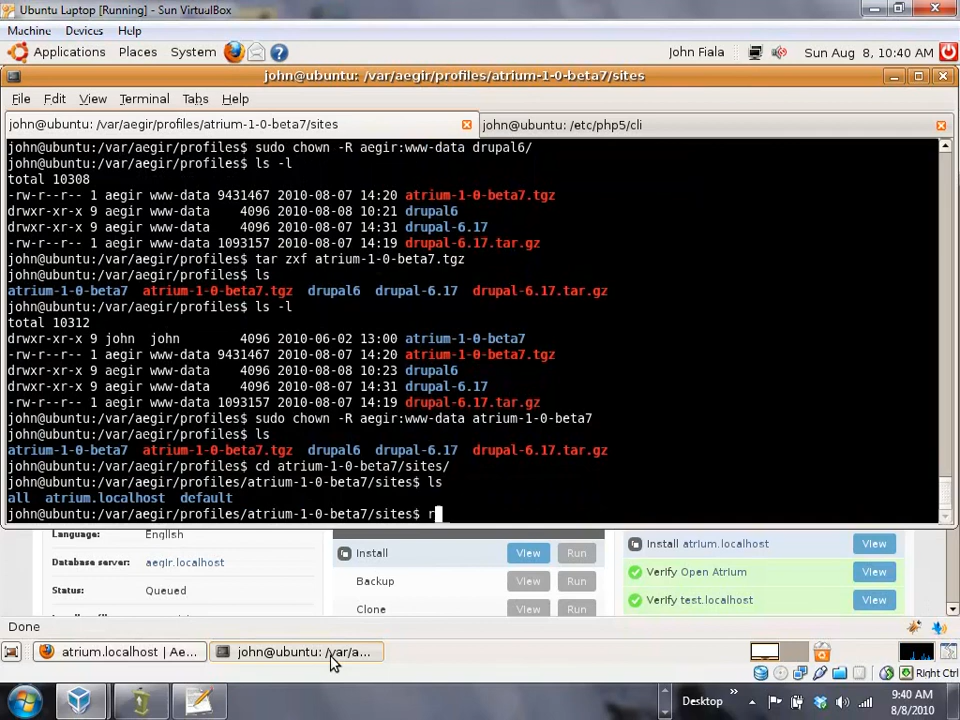 Ubuntu Laptop [Running] - Sun VirtualBox
Machine Devices Help
Applications Places System John Fiala Sun Aug 8, 10:40 AM
john@ubuntu: /var/aegir/profiles/atrium-1-0-beta7/sites
File Edit View Terminal Tabs Help
john@ubuntu: /var/aegir/profiles/atrium-1-0-beta7/sites john@ubuntu: /etc/php5/cli
john@ubuntu:/var/aegir/profiles$ sudo chown -R aegir:www-data drupal6/
john@ubuntu:/var/aegir/profiles$ ls -l
total 10308
-rw-r--r-- 1 aegir www-data 9431467 2010-08-07 14:20 atrium-1-0-beta7.tgz
drwxr-xr-x 9 aegir www-data 4096 2010-08-08 10:21 drupal6
drwxr-xr-x 9 aegir www-data 4096 2010-08-07 14:31 drupal-6.17
-rw-r--r-- 1 aegir www-data 1093157 2010-08-07 14:19 drupal-6.17.tar.gz
john@ubuntu:/var/aegir/profiles$ tar zxf atrium-1-0-beta7.tgz
john@ubuntu:/var/aegir/profiles$ ls
atrium-1-0-beta7 atrium-1-0-beta7.tgz drupal6 drupal-6.17 drupal-6.17.tar.gz
john@ubuntu:/var/aegir/profiles$ ls -l
total 10312
drwxr-xr-x 9 john john 4096 2010-06-02 13:00 atrium-1-0-beta7
-rw-r--r-- 1 aegir www-data 9431467 2010-08-07 14:20 atrium-1-0-beta7.tgz
drwxr-xr-x 9 aegir www-data 4096 2010-08-08 10:23 drupal6
drwxr-xr-x 9 aegir www-data 4096 2010-08-07 14:31 drupal-6.17
-rw-r--r-- 1 aegir www-data 1093157 2010-08-07 14:19 drupal-6.17.tar.gz
john@ubuntu:/var/aegir/profiles$ sudo chown -R aegir:www-data atrium-1-0-beta7
john@ubuntu:/var/aegir/profiles$ ls
atrium-1-0-beta7 atrium-1-0-beta7.tgz drupal6 drupal-6.17 drupal-6.17.tar.gz
john@ubuntu:/var/aegir/profiles$ cd atrium-1-0-beta7/sites/
john@ubuntu:/var/aegir/profiles/atrium-1-0-beta7/sites$ ls
all atrium.localhost default
john@ubuntu:/var/aegir/profiles/atrium-1-0-beta7/sites$ r
Language: English
Database server: aegir.localhost
Status: Queued
Install View Run
Backup View Run
Clone View Run
Install atrium.localhost View
Verify Open Atrium View
Verify test.localhost View
Done
atrium.localhost | Ae... john@ubuntu: /var/a...
Right Ctrl
Desktop » 9:40 AM
8/8/2010